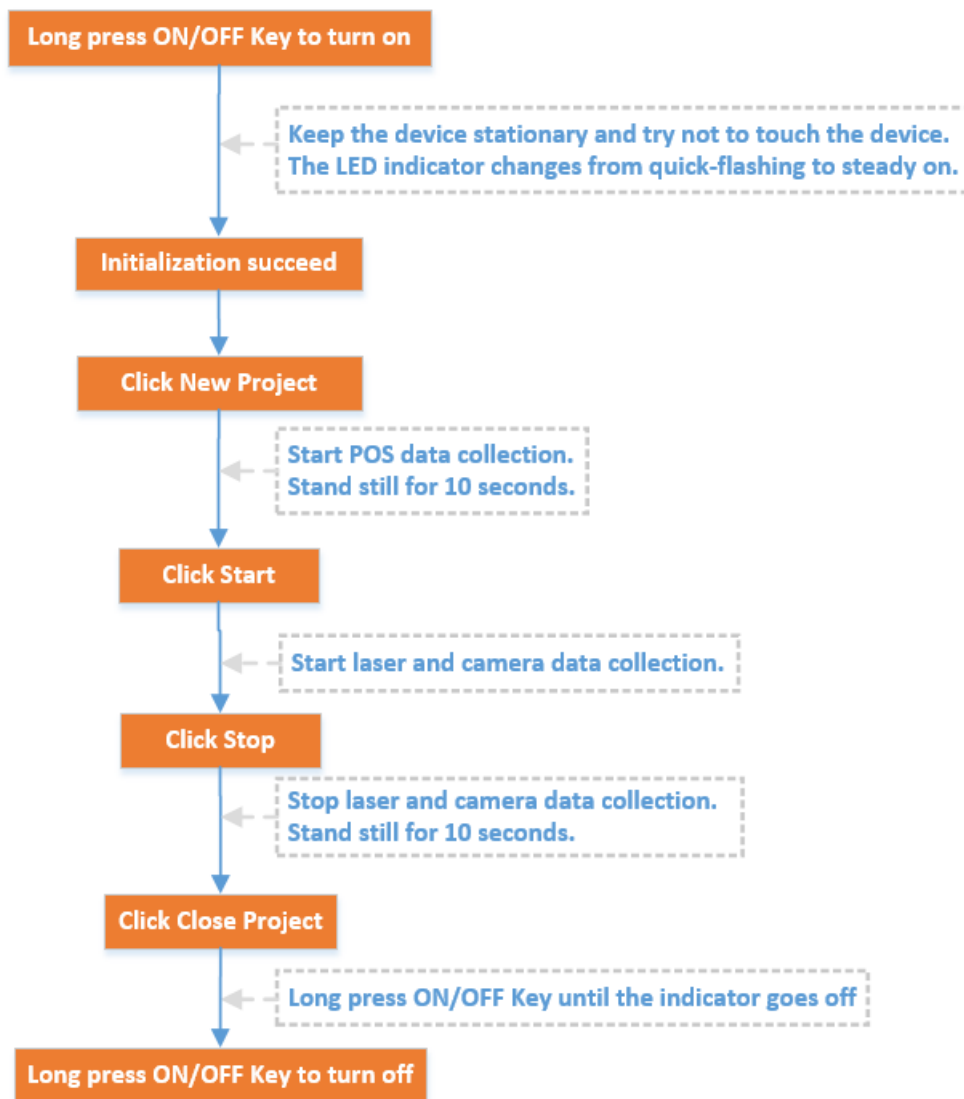 Long press ON/OFF Key to turn on
Keep the device stationary and try not to touch the device.
The LED indicator changes from quick-flashing to steady on.
Initialization succeed
Click New Project
Start POS data collection.
Stand still for 10 seconds.
Click Start
Start laser and camera data collection.
Click Stop
Stop laser and camera data collection.
Stand still for 10 seconds.
Click Close Project
Long press ON/OFF Key until the indicator goes off
Long press ON/OFF Key to turn off